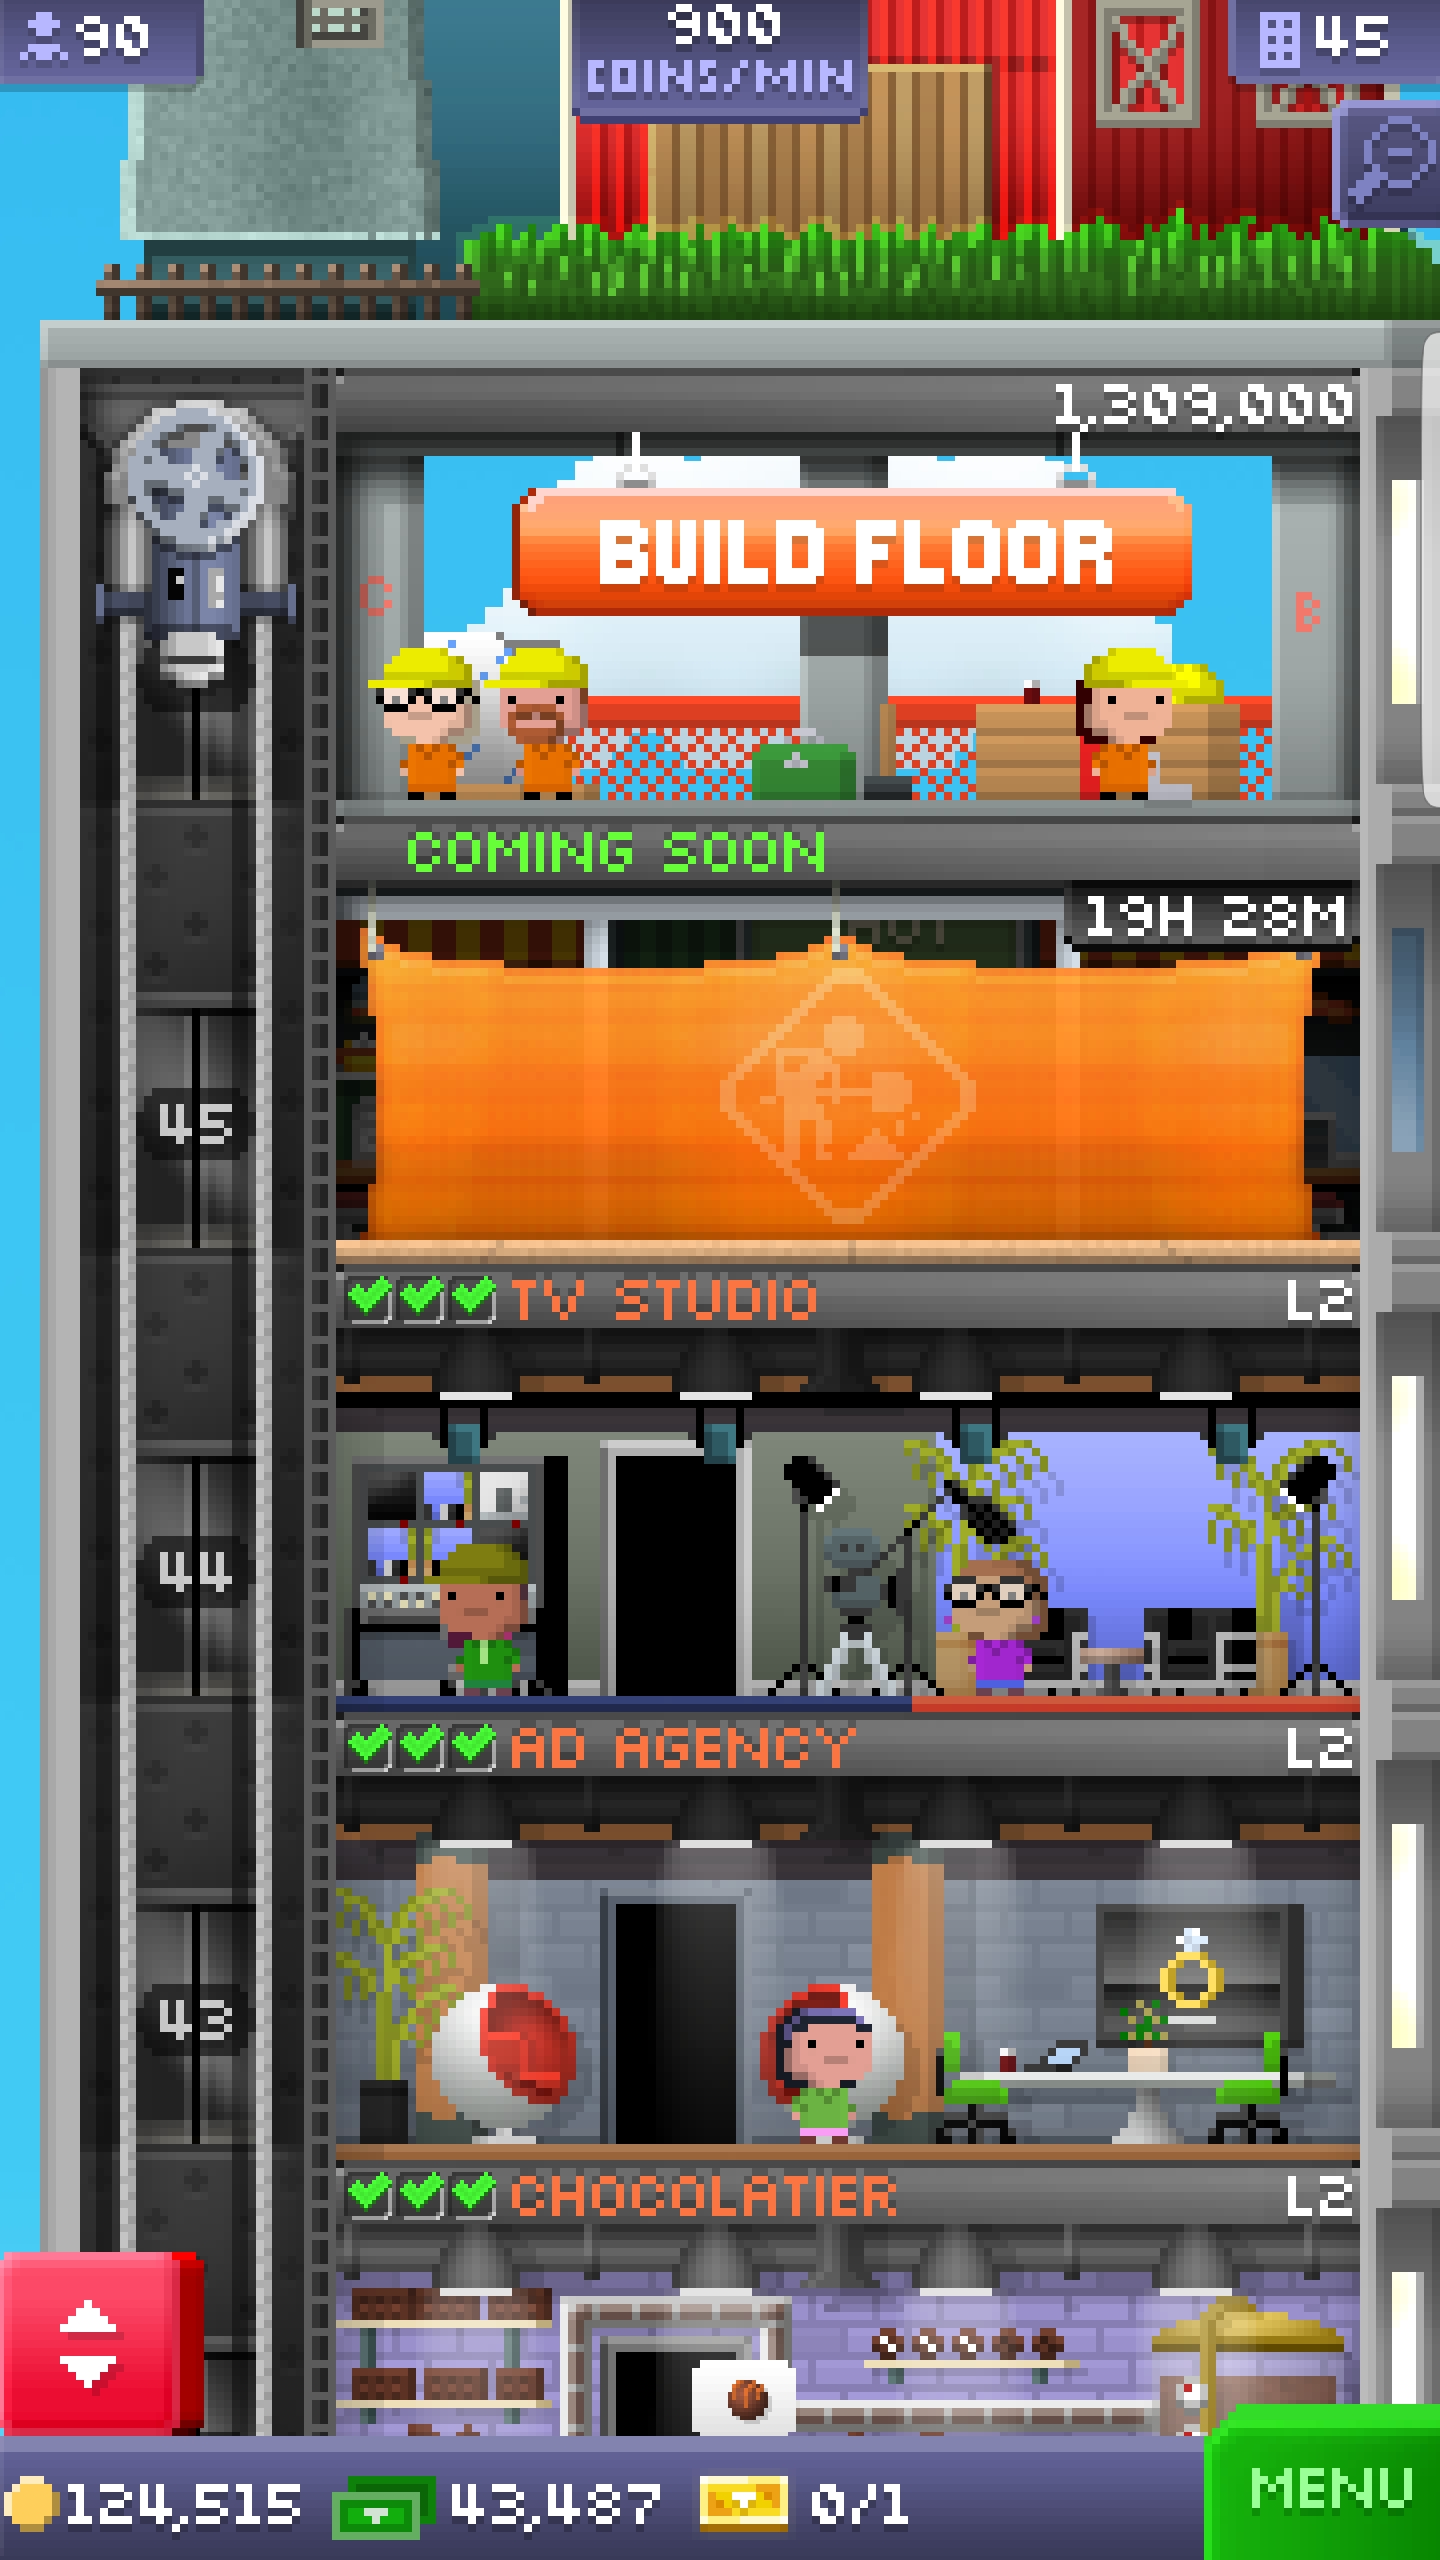 90
900
COINS/MIN
45
1,309,000
BUILD FLOOR
C
B
COMING SOON
19H 28M
45
TV STUDIO L2
44
AD AGENCY L2
43
CHOCOLATIER L2
124,515 43,487 0/1
MENU